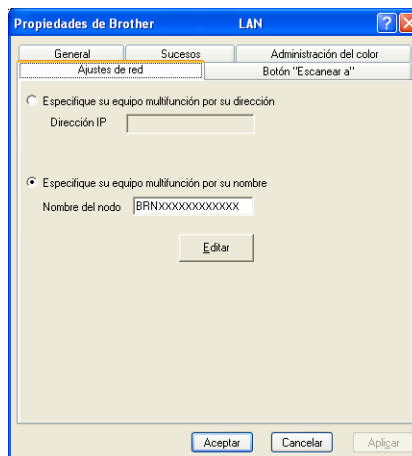 Propiedades de Brother LAN
General Sucesos Administración del color
Ajustes de red Botón "Escanear a"
Especifique su equipo multifunción por su dirección
Dirección IP
Especifique su equipo multifunción por su nombre
Nombre del nodo BRNXXXXXXXXXXXX
Editar
Aceptar Cancelar Aplicar